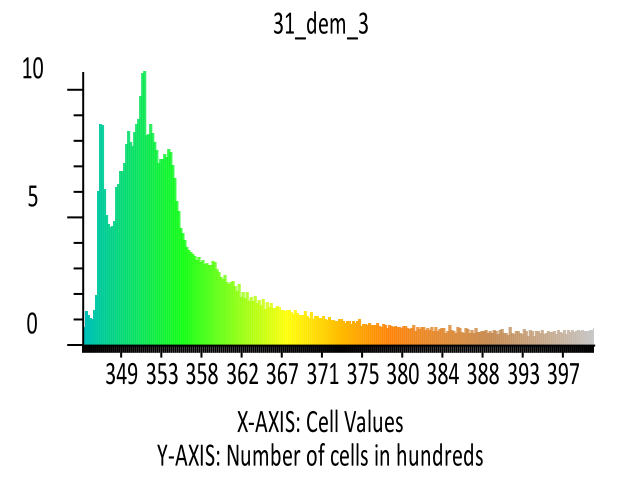 31_dem_3
10
5
0
349 353 358 362 367 371 375 380 384 388 393 397
X-AXIS: Cell Values
Y-AXIS: Number of cells in hundreds